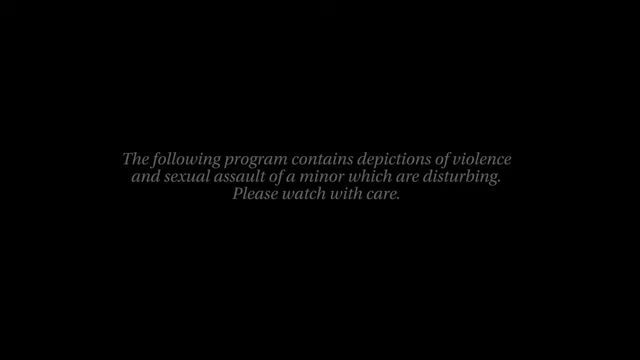 The following program contains depictions of violence
and sexual assault of a minor which are disturbing.
Please watch with care.